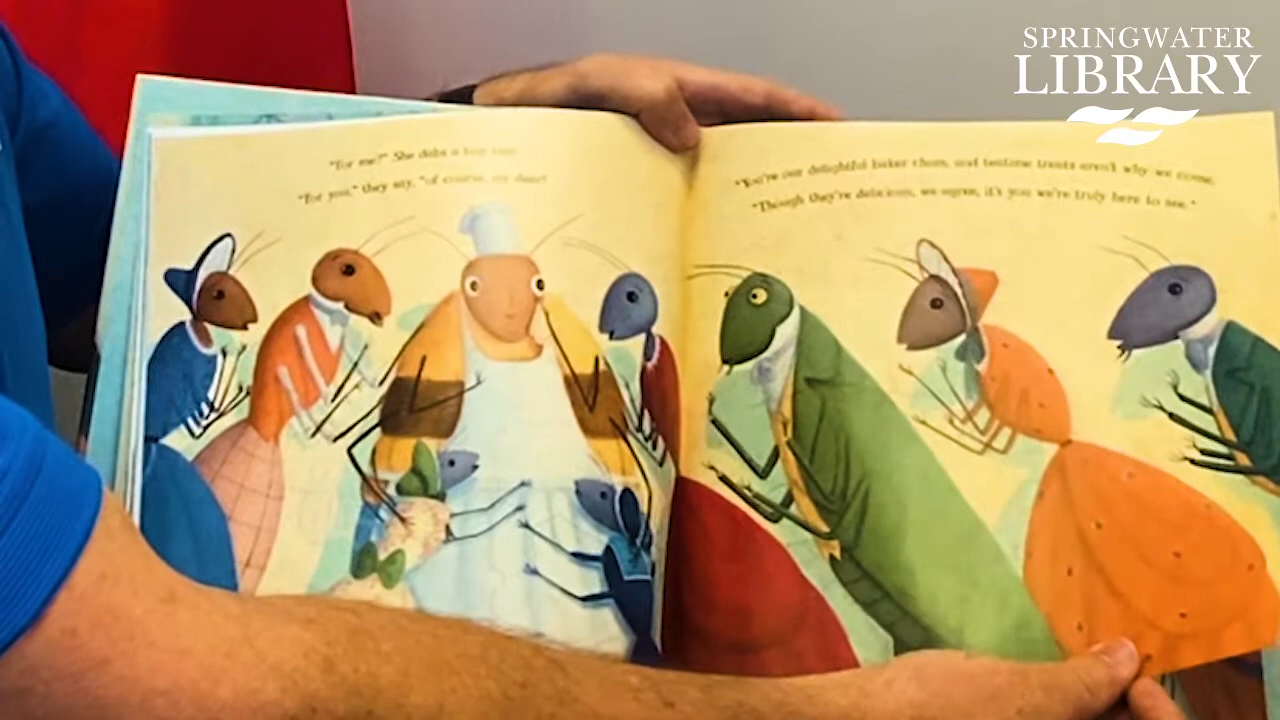 SPRINGWATER
LIBRARY
"For me?" She dabs a
"For you," they say, "of course, my dear!
"You're our delightful baker chum, and treats aren't why we come.
"Though they're delicious, we agree, it's you we're truly here to see."